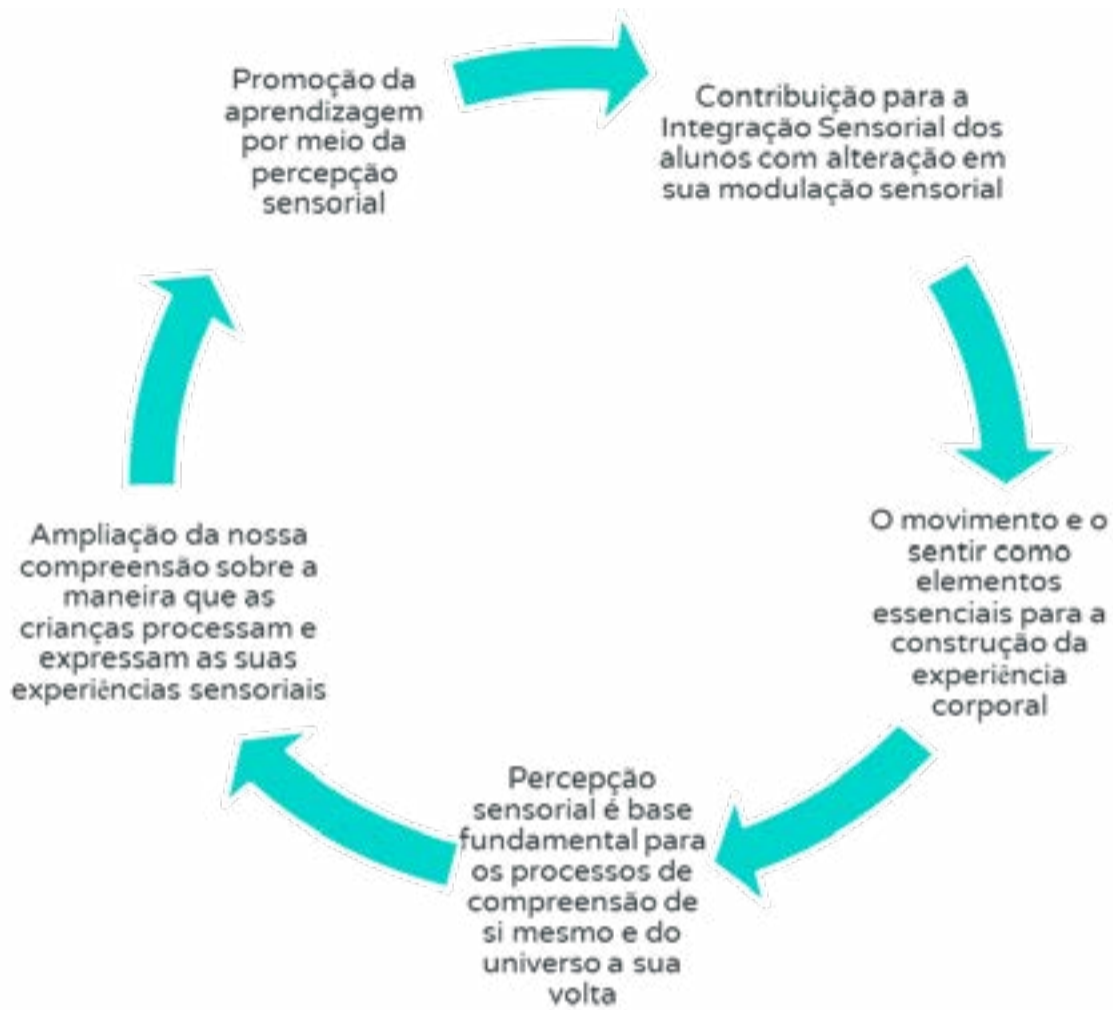 Promoção da
aprendizagem
por meio da
percepção
sensorial
Contribuição para a
Integração Sensorial dos
alunos com alteração em
sua modulação sensorial
O movimento e o
sentir como
elementos
essenciais para a
construção da
experiência
corporal
Percepção
sensorial é base
fundamental para
os processos de
compreensão de
si mesmo e do
universo a sua
volta
Ampliação da nossa
compreensão sobre a
maneira que as
crianças processam e
expressam as suas
experiências sensoriais